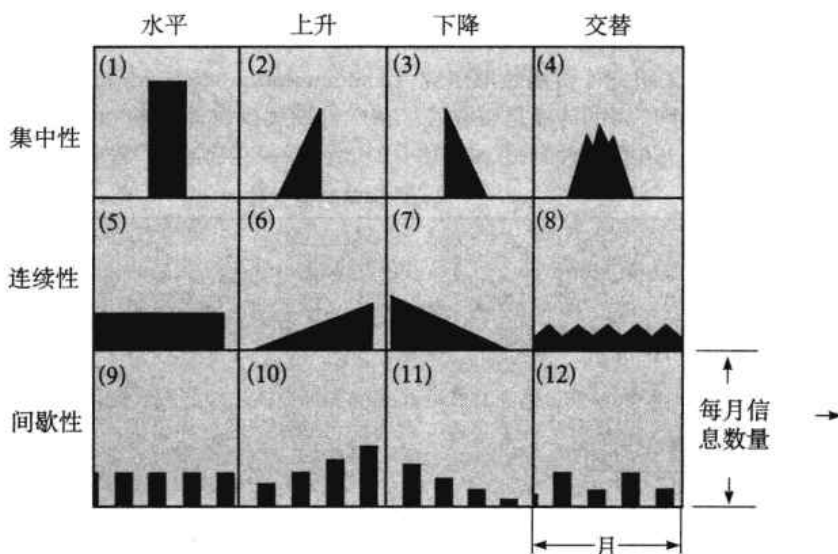 水平 上升 下降 交替
集中性 (1) (2) (3) (4)
连续性 (5) (6) (7) (8)
间歇性 (9) (10) (11) (12)
每月信
息数量
月